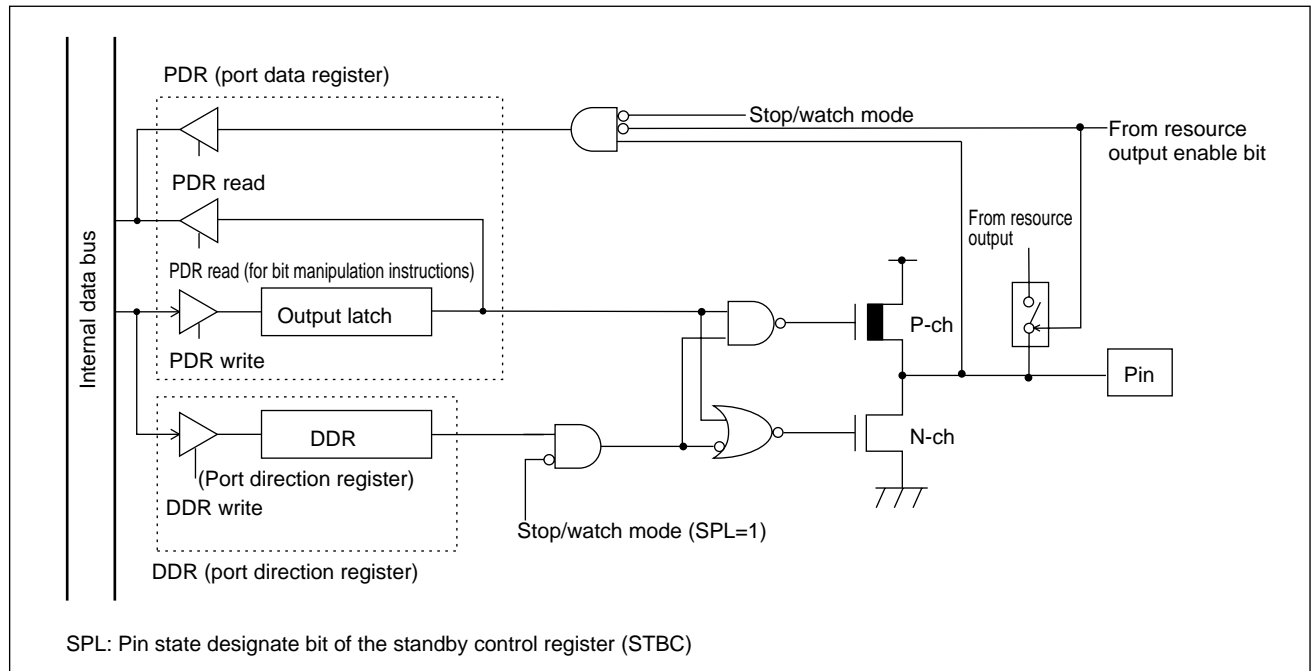 PDR (port data register)
Stop/watch mode
From resource
output enable bit
PDR read
From resource
output
PDR read (for bit manipulation instructions)
Output latch
P-ch
PDR write
Pin
Internal data bus
DDR
N-ch
(Port direction register)
DDR write
Stop/watch mode (SPL=1)
DDR (port direction register)
SPL: Pin state designate bit of the standby control register (STBC)